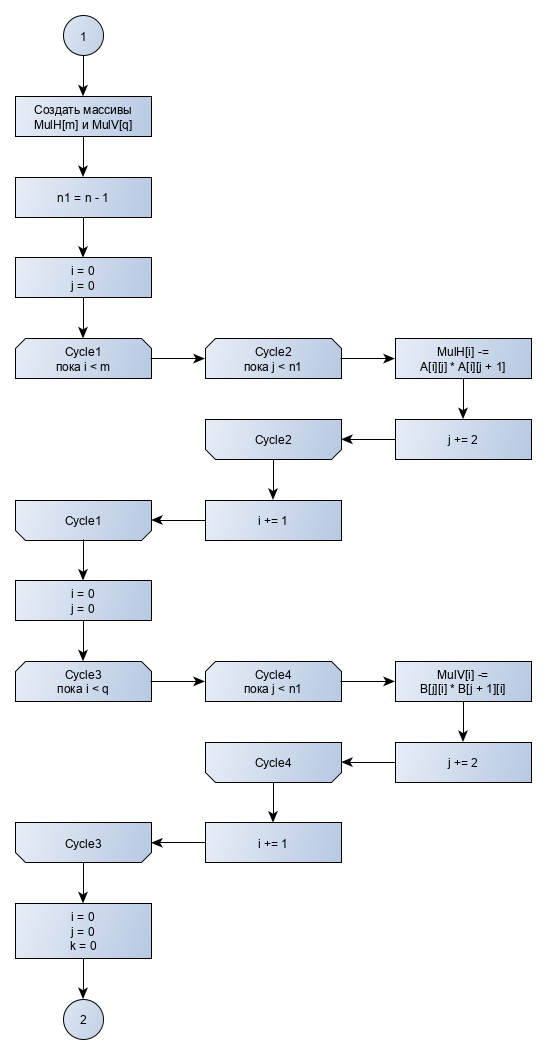 1
Создать массивы
MulH[m] и MulV[q]
n1 = n - 1
i = 0
j = 0
Cycle1
пока i < m
Cycle2
пока j < n1
MulH[i] -=
A[i][j] * A[i][j + 1]
j += 2
Cycle2
i += 1
Cycle1
i = 0
j = 0
Cycle3
пока i < q
Cycle4
пока j < n1
MulV[i] -=
B[j][i] * B[j + 1][i]
j += 2
Cycle4
i += 1
Cycle3
i = 0
j = 0
k = 0
2